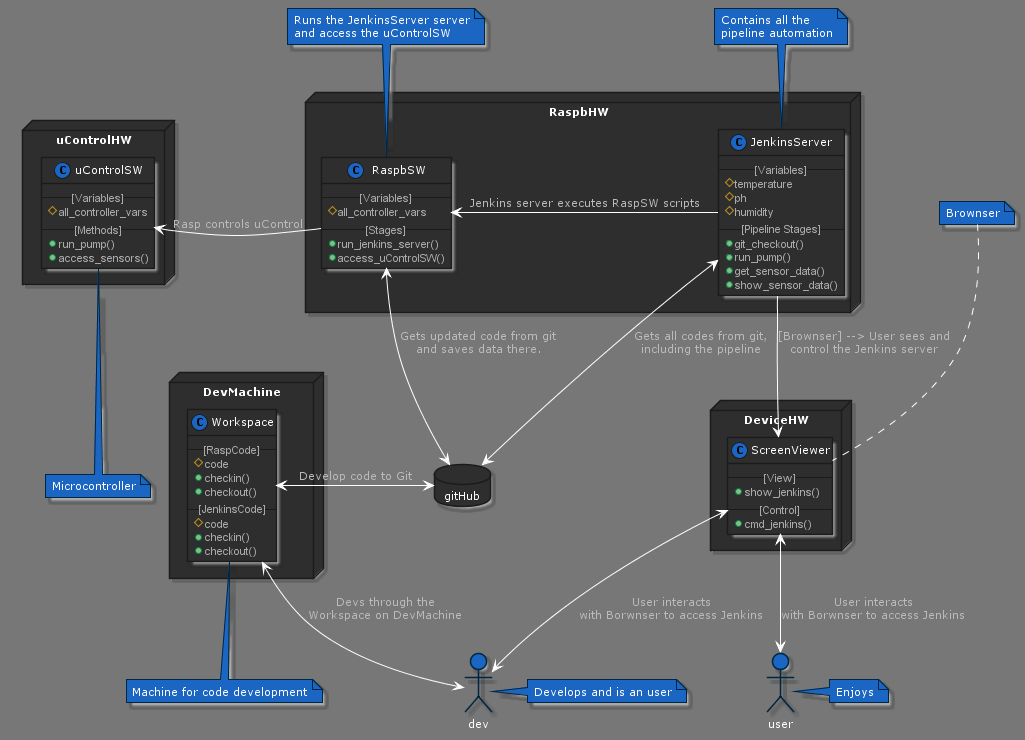 Runs the JenkinsServer server
and access the uControlSW
Contains all the
pipeline automation
RaspbHW
uControlHW
C uControlSW
[Variables]
all_controller_vars
[Methods]
run_pump()
access_sensors()
Rasp controls uControl
C RaspbSW
[Variables]
all_controller_vars
[Stages]
run_jenkins_server()
access_uControlSW()
Jenkins server executes RaspSW scripts
C JenkinsServer
[Variables]
temperature
ph
humidity
[Pipeline Stages]
git_checkout()
run_pump()
get_sensor_data()
show_sensor_data()
Brownser
Gets updated code from git
and saves data there.
Gets all codes from git,
including the pipeline
[Brownser] --> User sees and
control the Jenkins server
DevMachine
C Workspace
[RaspCode]
code
checkin()
checkout()
[JenkinsCode]
code
checkin()
checkout()
Microcontroller
Develop code to Git
gitHub
DeviceHW
C ScreenViewer
[View]
show_jenkins()
[Control]
cmd_jenkins()
Devs through the
Workspace on DevMachine
User interacts
with Borwnser to access Jenkins
User interacts
with Borwnser to access Jenkins
Machine for code development
Develops and is an user
Enjoys
dev
user